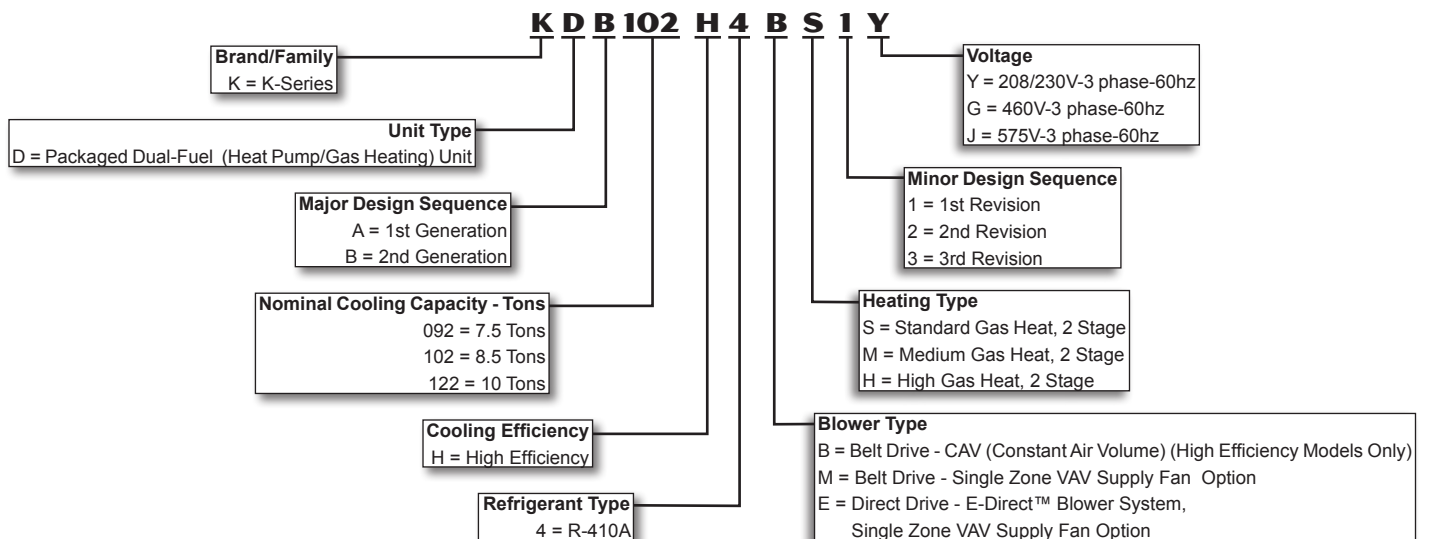 K D B 102 H 4 B S 1 Y
Brand/Family
K = K-Series
Unit Type
D = Packaged Dual-Fuel (Heat Pump/Gas Heating) Unit
Major Design Sequence
A = 1st Generation
B = 2nd Generation
Nominal Cooling Capacity - Tons
092 = 7.5 Tons
102 = 8.5 Tons
122 = 10 Tons
Cooling Efficiency
H = High Efficiency
Refrigerant Type
4 = R-410A
Voltage
Y = 208/230V-3 phase-60hz
G = 460V-3 phase-60hz
J = 575V-3 phase-60hz
Minor Design Sequence
1 = 1st Revision
2 = 2nd Revision
3 = 3rd Revision
Heating Type
S = Standard Gas Heat, 2 Stage
M = Medium Gas Heat, 2 Stage
H = High Gas Heat, 2 Stage
Blower Type
B = Belt Drive - CAV (Constant Air Volume) (High Efficiency Models Only)
M = Belt Drive - Single Zone VAV Supply Fan Option
E = Direct Drive - E-Direct™ Blower System,
Single Zone VAV Supply Fan Option